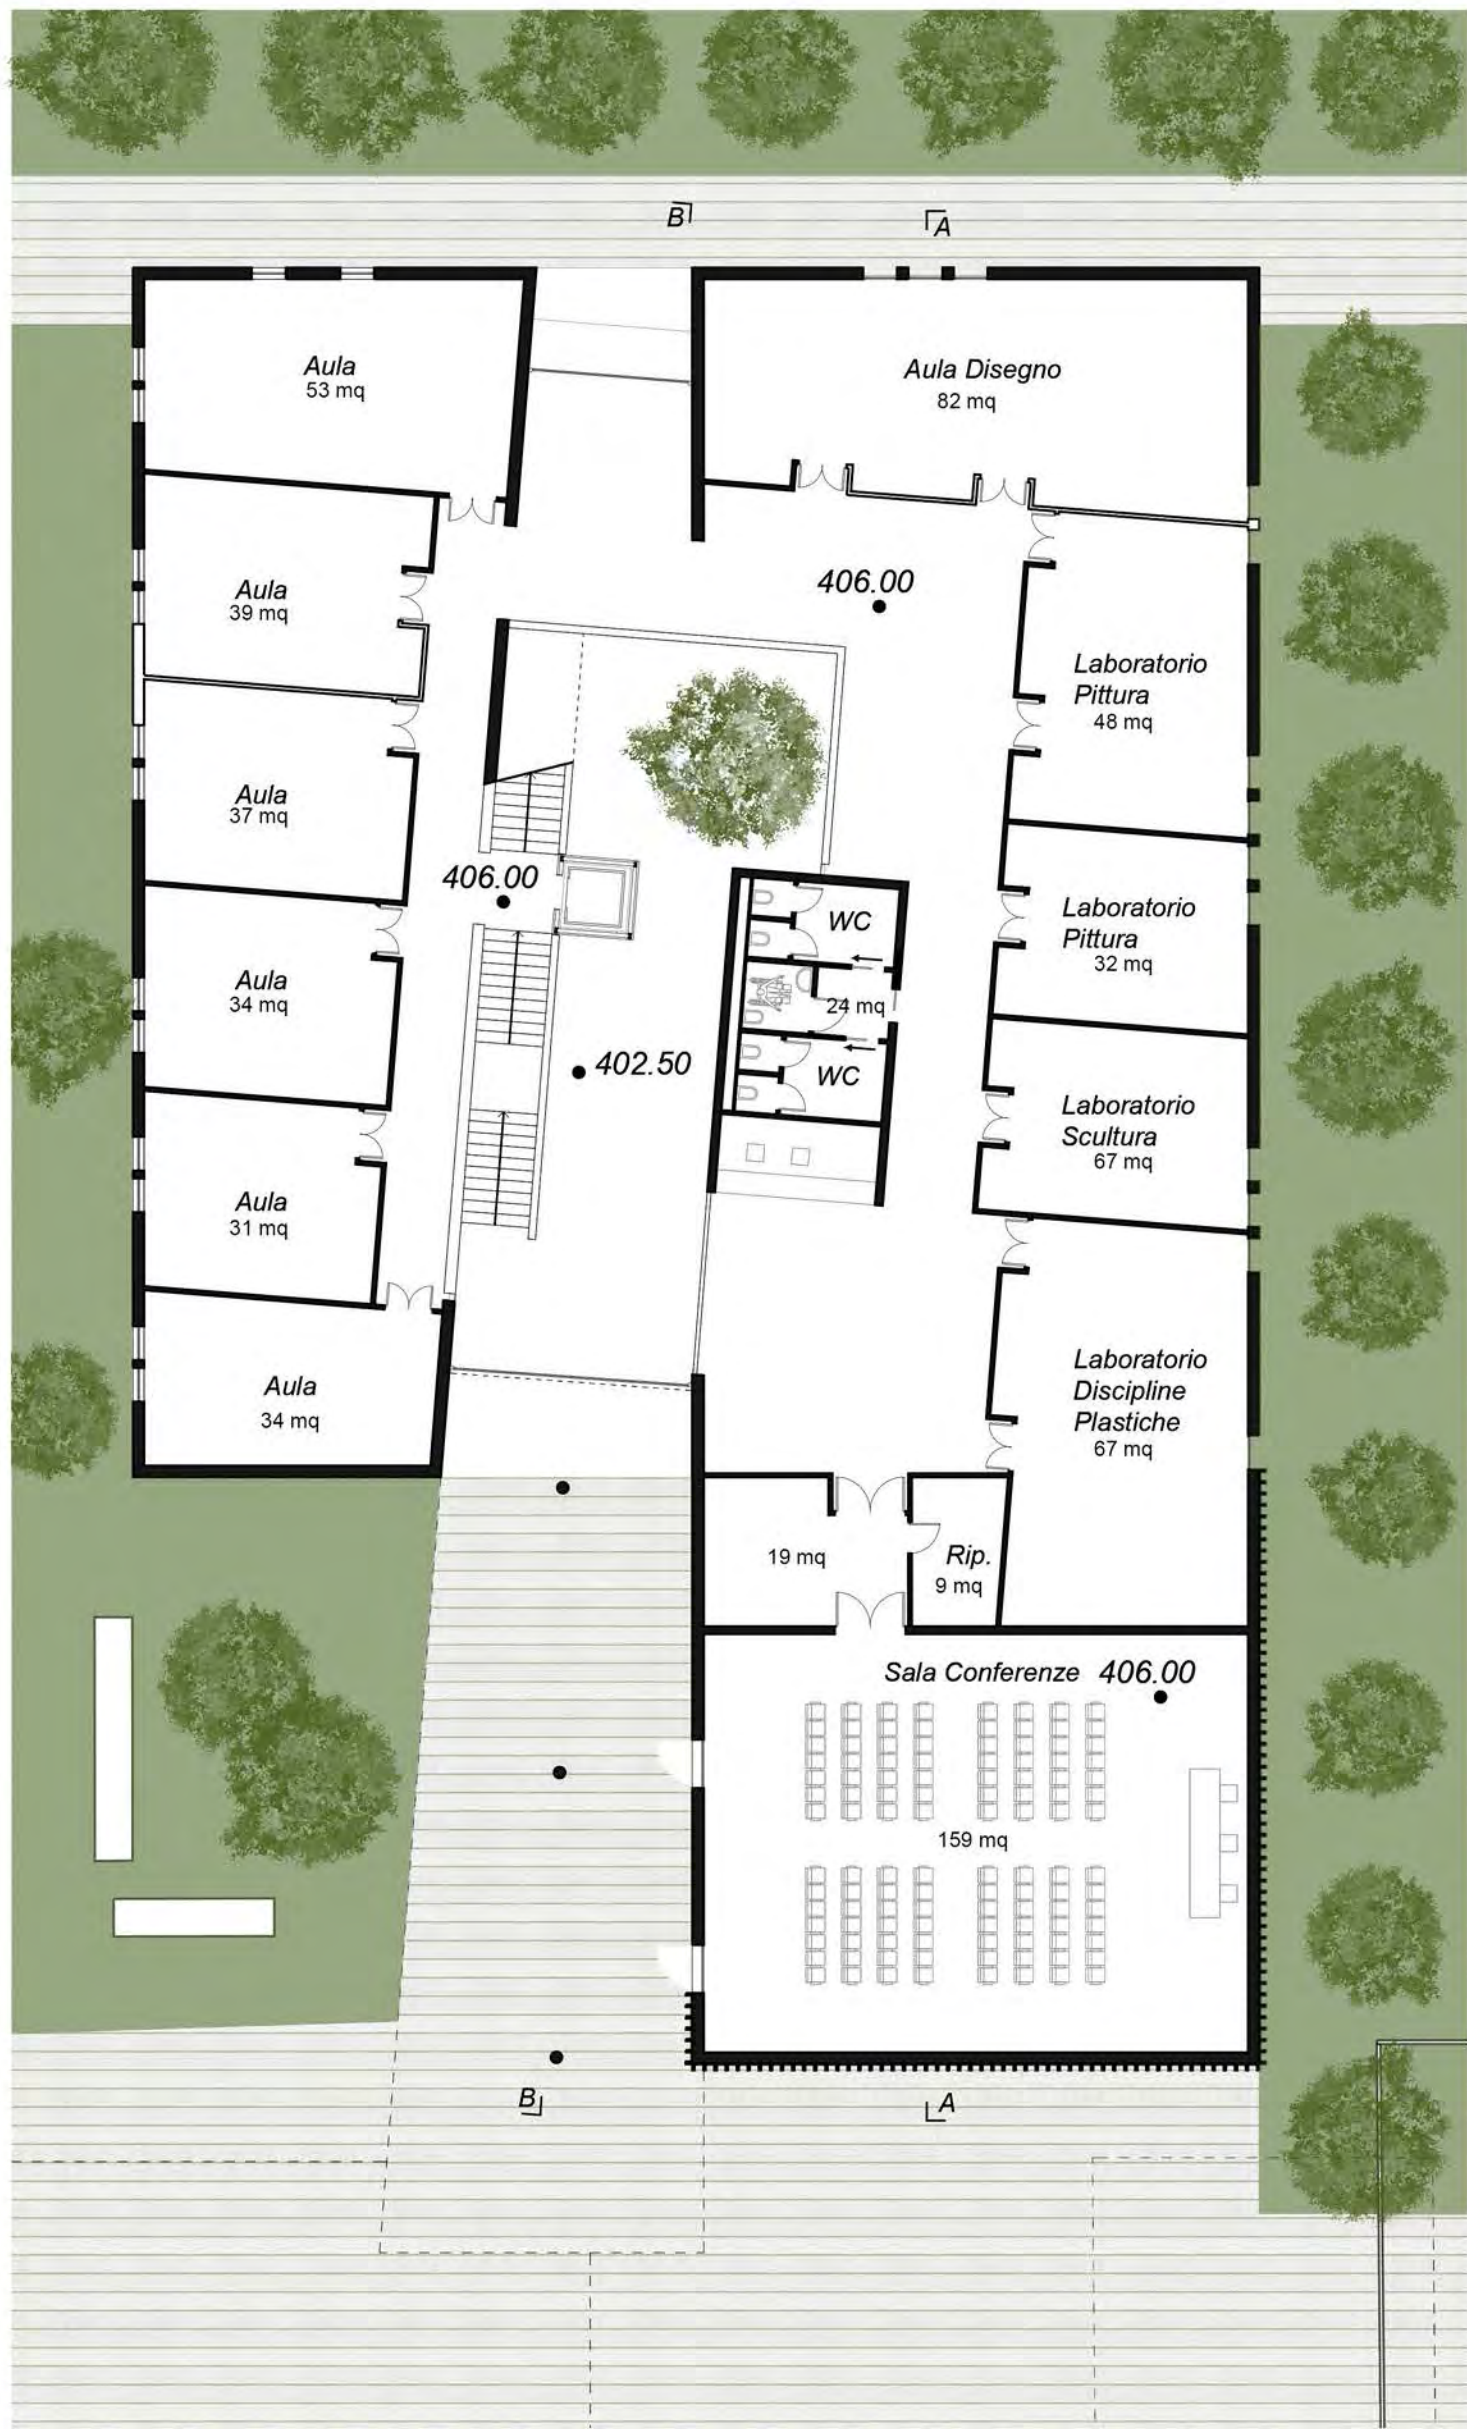 B
A
Aula
53 mq
Aula Disegno
82 mq
Aula
39 mq
406.00
Laboratorio
Pittura
48 mq
Aula
37 mq
406.00
WC
Laboratorio
Pittura
32 mq
Aula
34 mq
24 mq
402.50
WC
Laboratorio
Scultura
67 mq
Aula
31 mq
Aula
34 mq
Laboratorio
Discipline
Plastiche
67 mq
19 mq
Rip.
9 mq
Sala Conferenze 406.00
159 mq
B
A